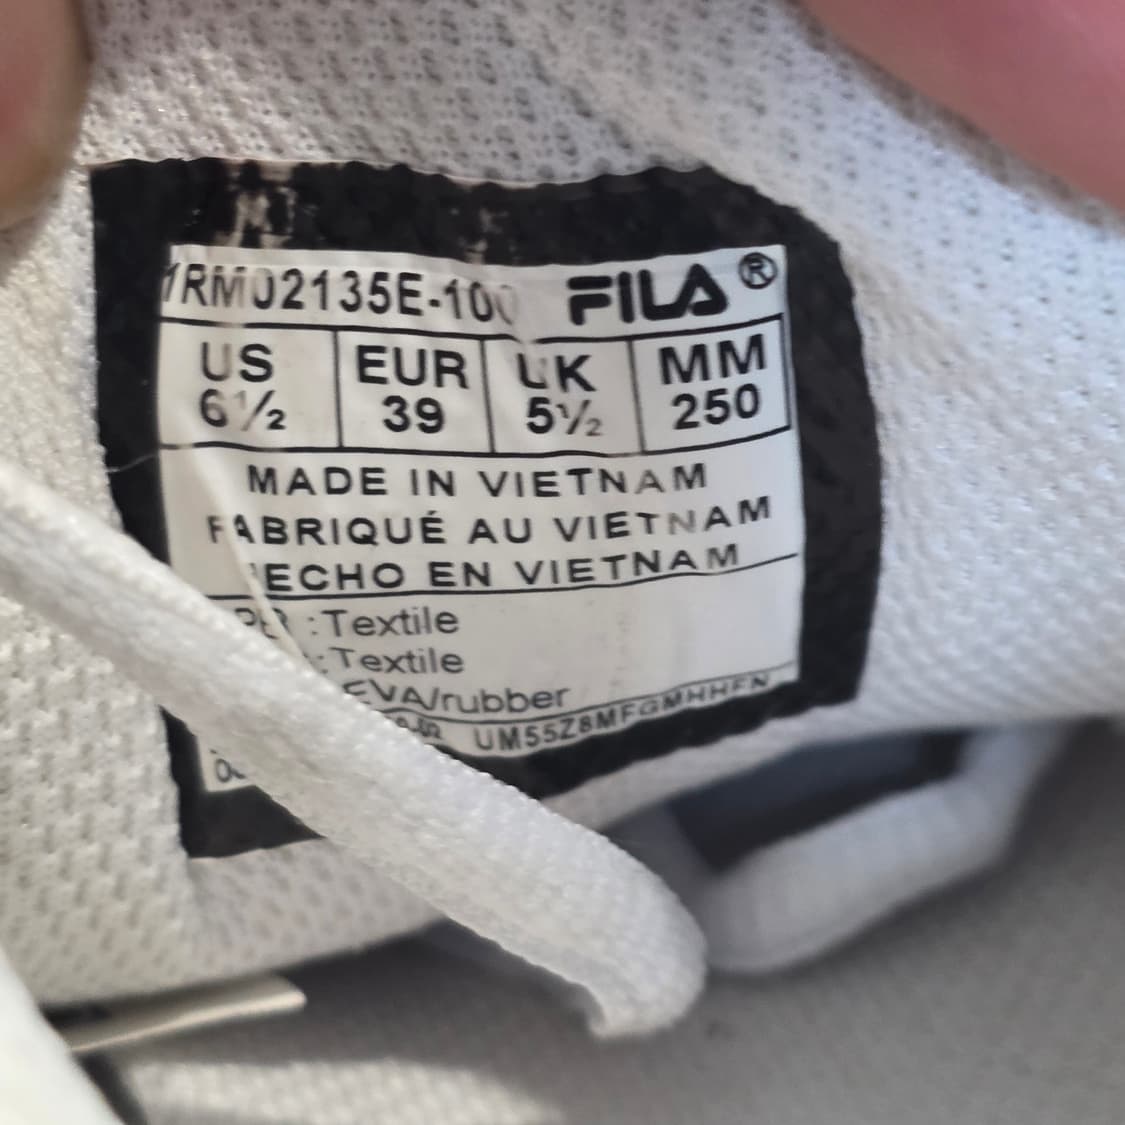 1RM02135E-100 FILA®
US EUR UK MM
6½ 39 5½ 250
MADE IN VIETNAM
FABRIQUÉ AU VIETNAM
HECHO EN VIETNAM
:Textile
:Textile
EVA/rubber
UM55Z8MFGMHHFN